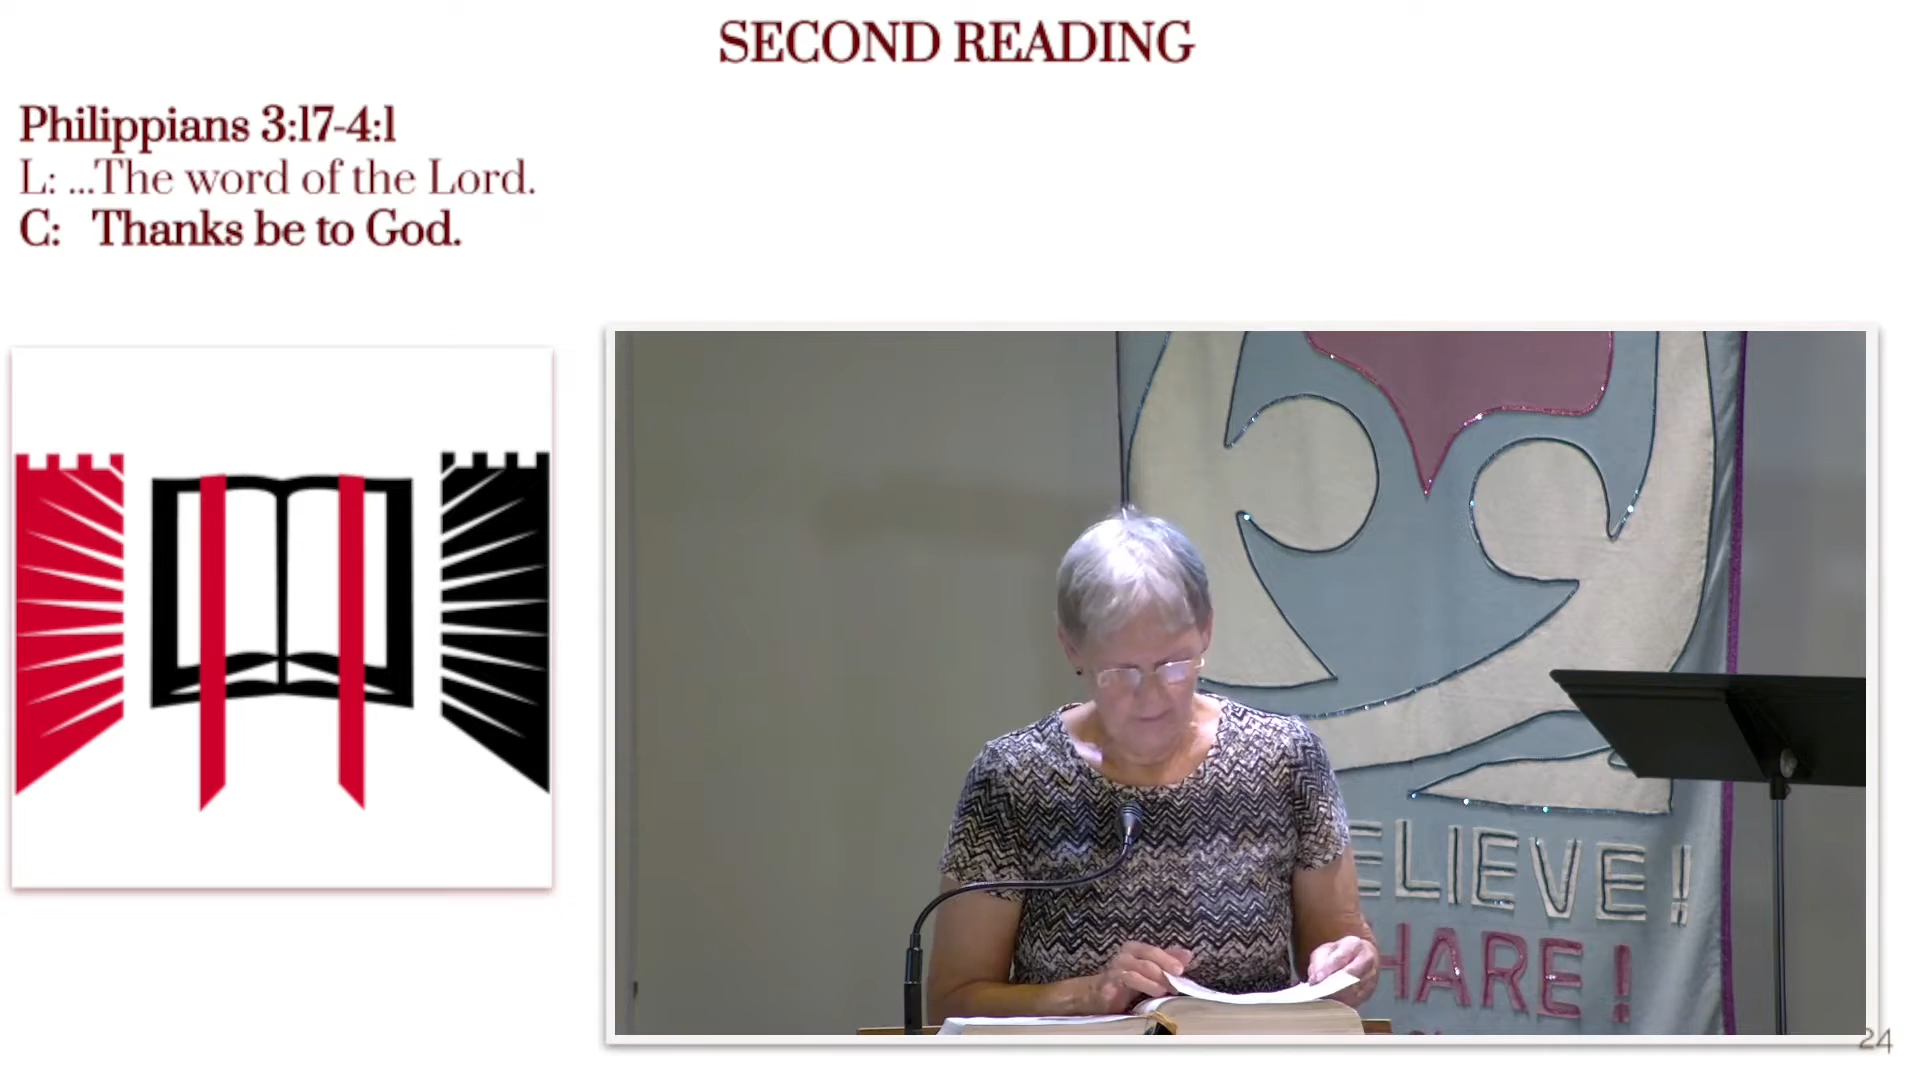 SECOND READING
Philippians 3:17-4:1
L: ...The word of the Lord.
C: Thanks be to God.
ELIEVE!
HARE!
24